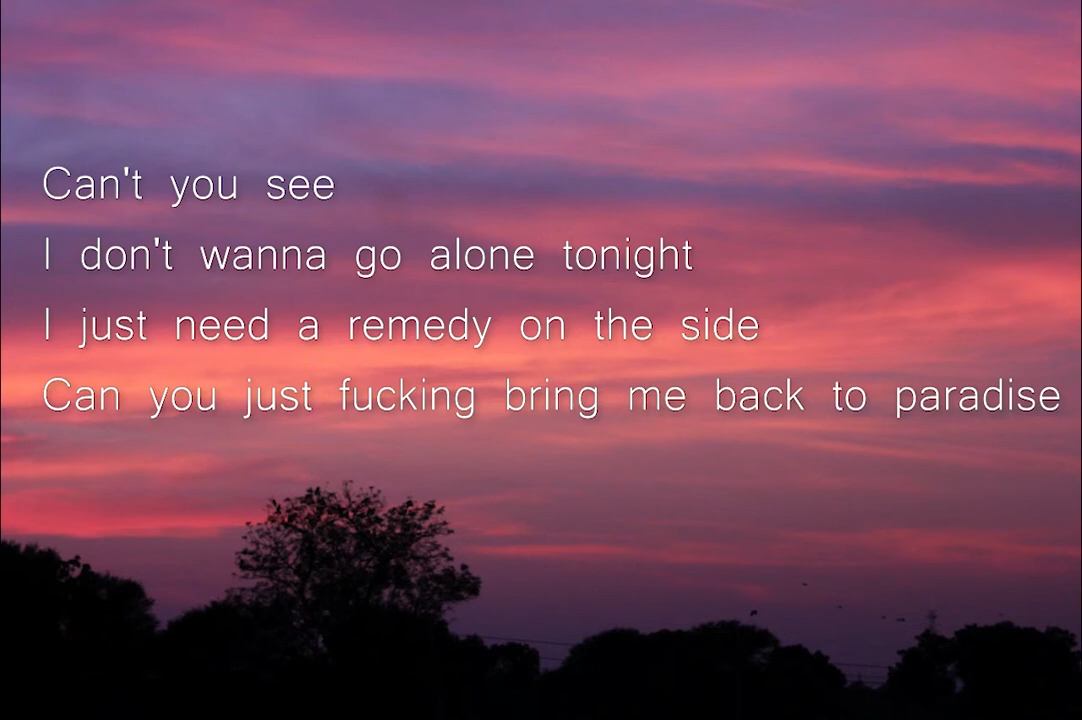 Can't you see
I don't wanna go alone tonight
I just need a remedy on the side
Can you just fucking bring me back to paradise